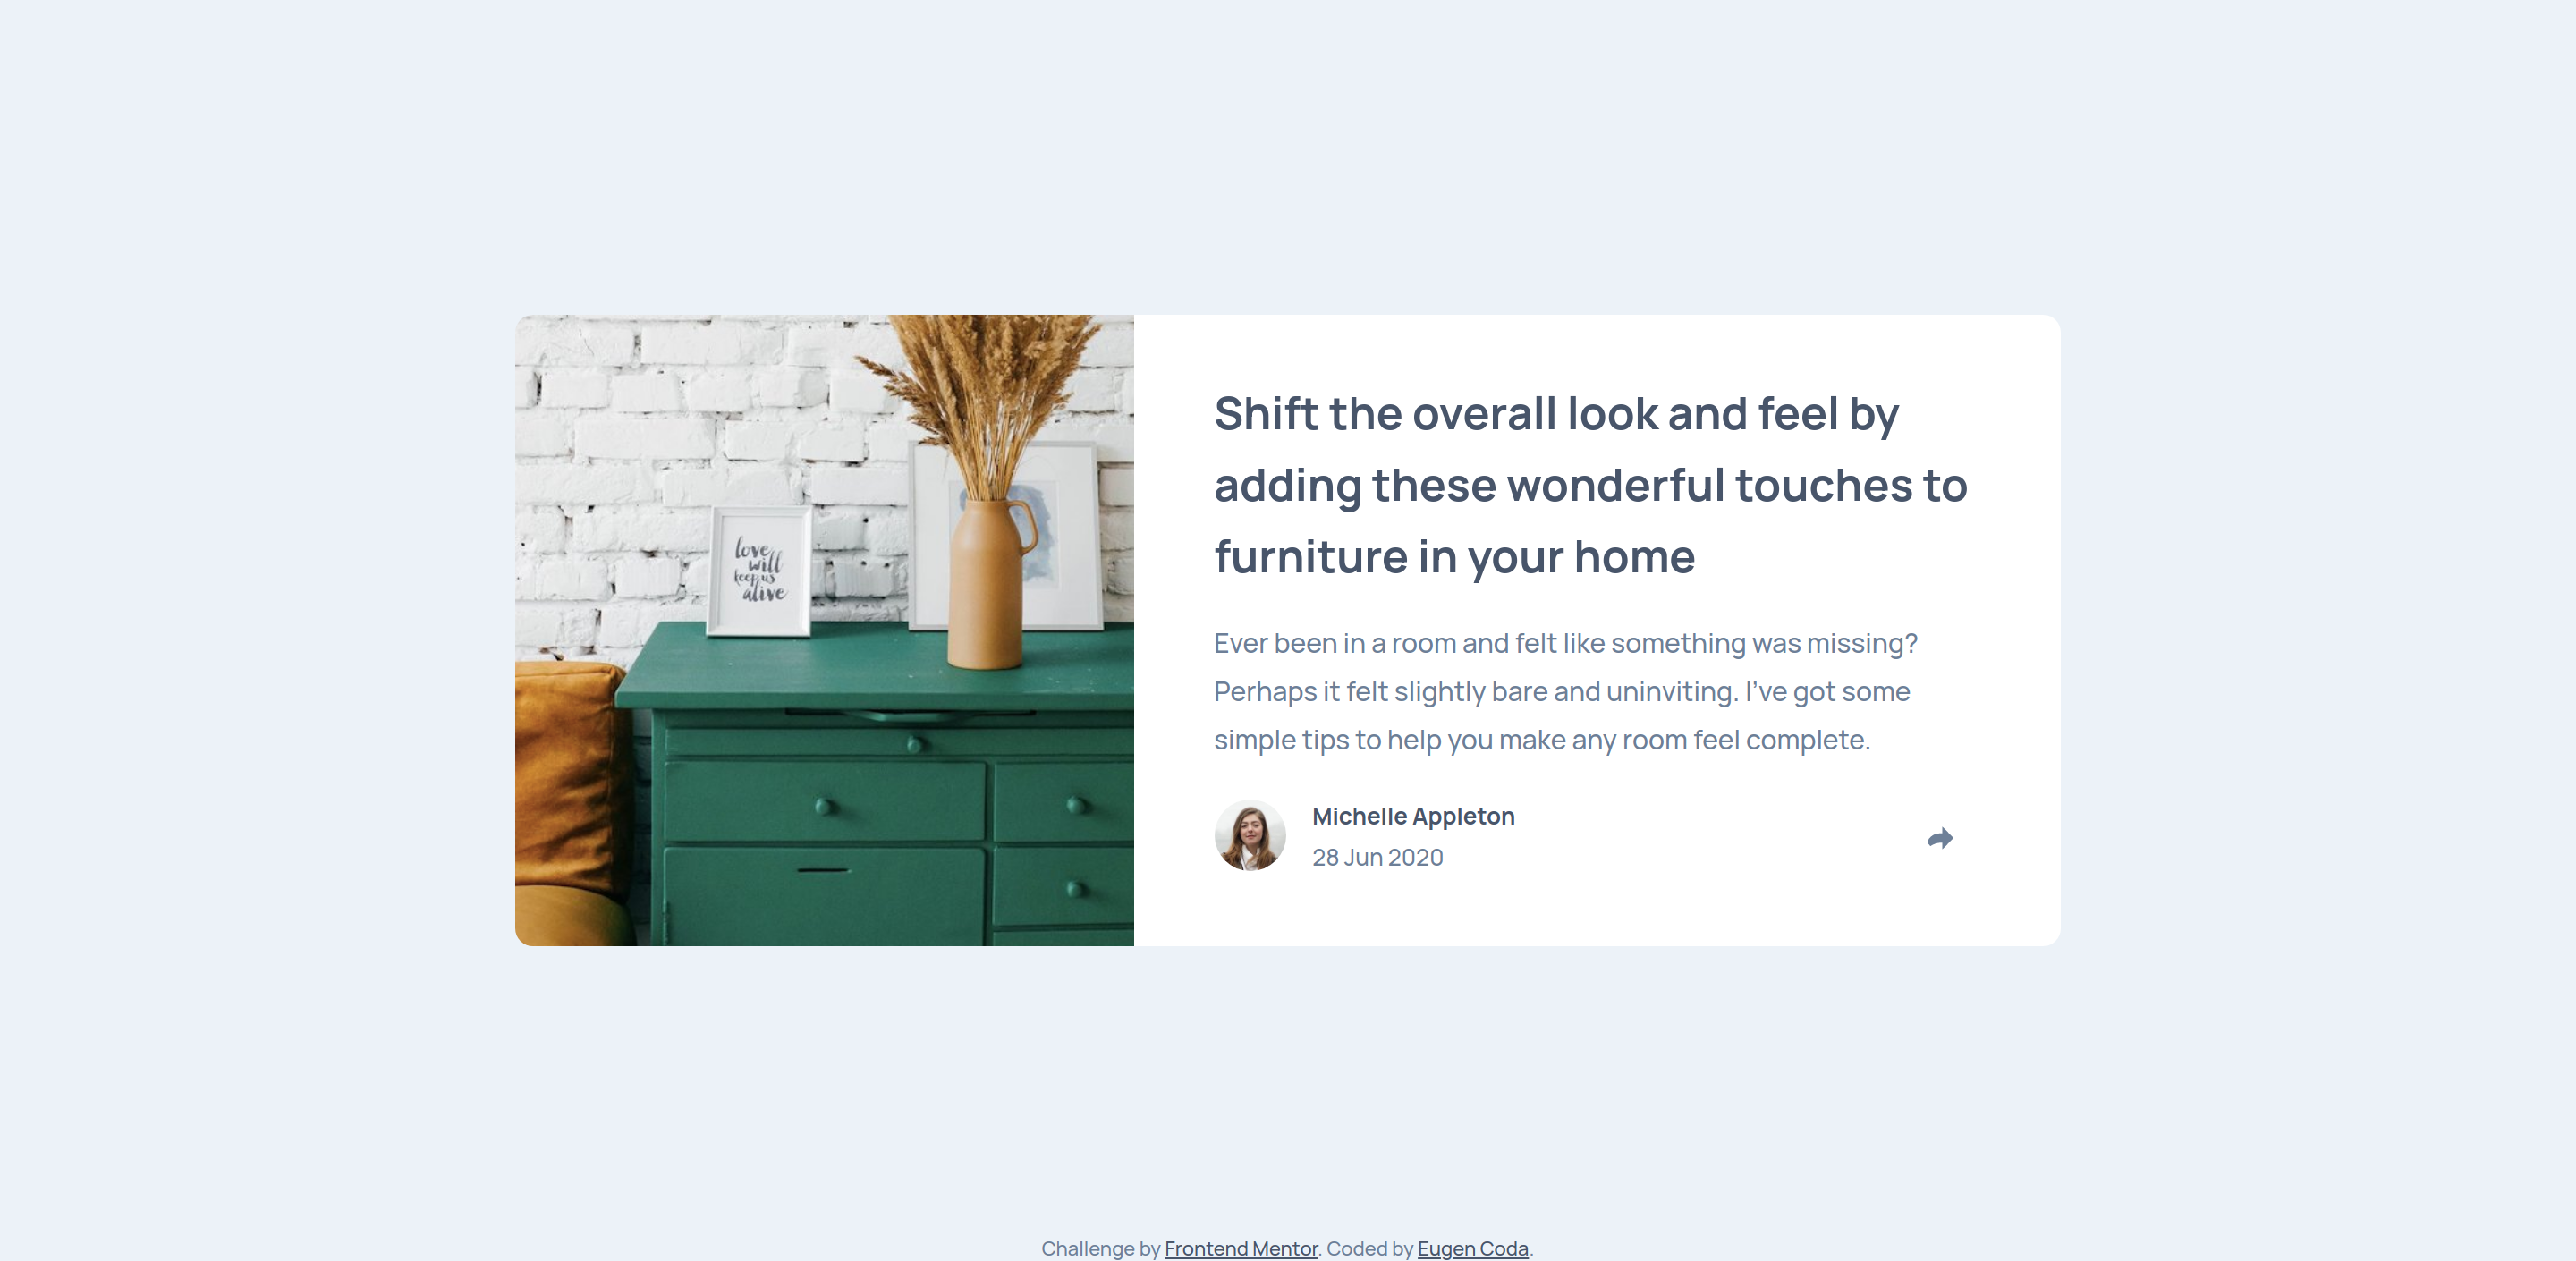 love
will
keep us
alive
Shift the overall look and feel by
adding these wonderful touches to
furniture in your home
Ever been in a room and felt like something was missing?
Perhaps it felt slightly bare and uninviting. I’ve got some
simple tips to help you make any room feel complete.
Michelle Appleton
28 Jun 2020
Challenge by Frontend Mentor. Coded by Eugen Coda.